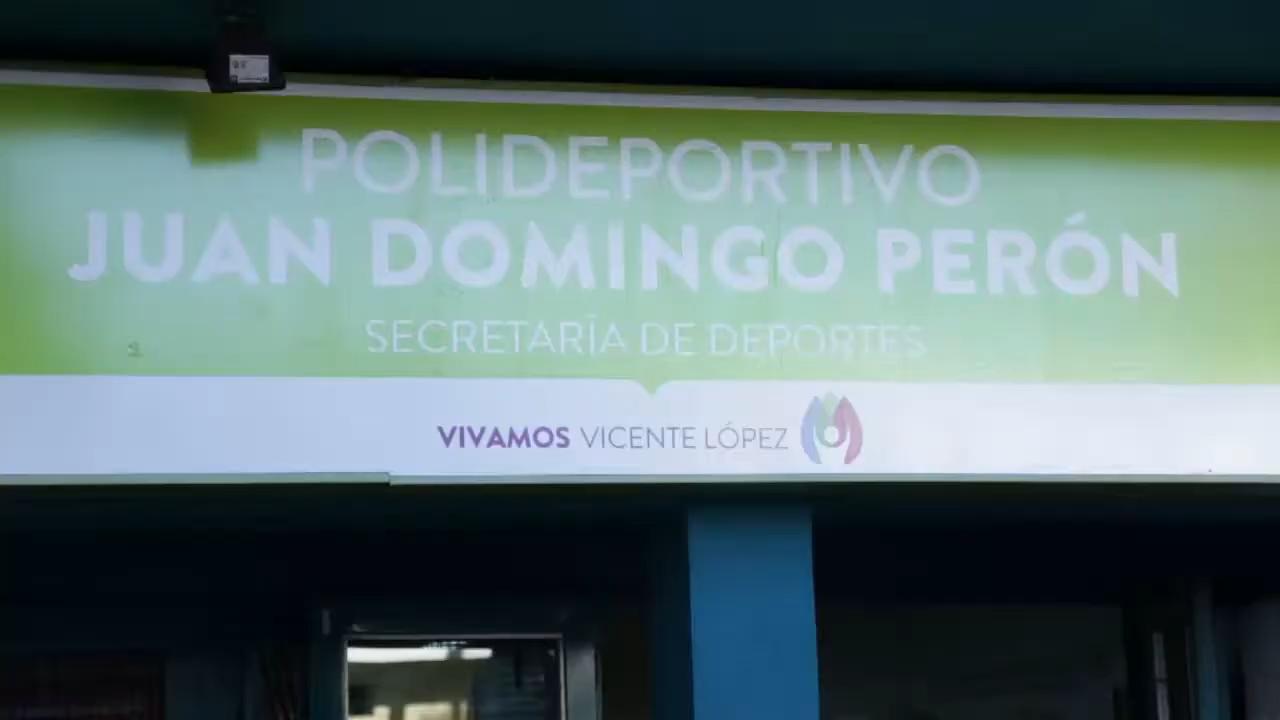 POLIDEPORTIVO
JUAN DOMINGO PERÓN
SECRETARÍA DE DEPORTES
VIVAMOS VICENTE LÓPEZ